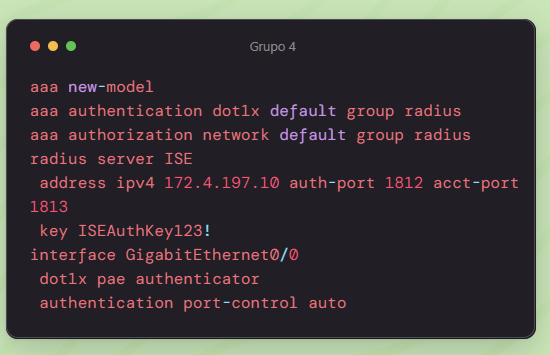 Grupo 4
aaa new-model
aaa authentication dot1x default group radius
aaa authorization network default group radius
radius server ISE
 address ipv4 172.4.197.10 auth-port 1812 acct-port
1813
 key ISEAuthKey123!
interface GigabitEthernet0/0
 dot1x pae authenticator
 authentication port-control auto